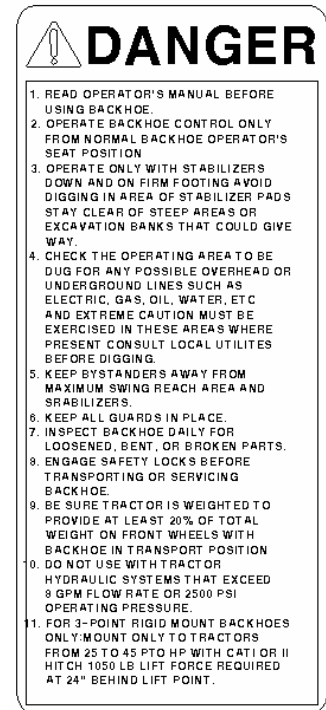 DANGER
1. READ OPERATOR'S MANUAL BEFORE
USING BACKHOE.
2. OPERATE BACKHOE CONTROL ONLY
FROM NORMAL BACKHOE OPERATOR'S
SEAT POSITION
3. OPERATE ONLY WITH STABILIZERS
DOWN AND ON FIRM FOOTING AVOID
DIGGING IN AREA OF STABILIZER PADS
STAY CLEAR OF STEEP AREAS OR
EXCAVATION BANKS THAT COULD GIVE
WAY.
4. CHECK THE OPERATING AREA TO BE
DUG FOR ANY POSSIBLE OVERHEAD OR
UNDERGROUND LINES SUCH AS
ELECTRIC, GAS, OIL, WATER, ETC
AND EXTREME CAUTION MUST BE
EXERCISED IN THESE AREAS WHERE
PRESENT CONSULT LOCAL UTILITES
BEFORE DIGGING.
5. KEEP BYSTANDERS AWAY FROM
MAXIMUM SWING REACH AREA AND
SRABILIZERS.
6. KEEP ALL GUARDS IN PLACE.
7. INSPECT BACKHOE DAILY FOR
LOOSENED, BENT, OR BROKEN PARTS.
8. ENGAGE SAFETY LOCKS BEFORE
TRANSPORTING OR SERVICING
BACKHOE.
9. BE SURE TRACTOR IS WEIGHTED TO
PROVIDE AT LEAST 20% OF TOTAL
WEIGHT ON FRONT WHEELS WITH
BACKHOE IN TRANSPORT POSITION
10. DO NOT USE WITH TRACTOR
HYDRAULIC SYSTEMS THAT EXCEED
8 GPM FLOW RATE OR 2500 PSI
OPERATING PRESSURE.
11. FOR 3-POINT RIGID MOUNT BACKHOES
ONLY:MOUNT ONLY TO TRACTORS
FROM 25 TO 45 PTO HP WITH CATI OR II
HITCH 1050 LB LIFT FORCE REQUIRED
AT 24" BEHIND LIFT POINT.